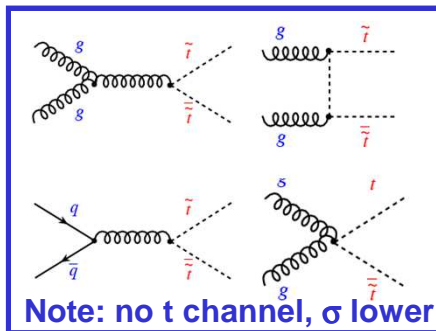 g
t̃
g
t̃̄
g
t̃
g
t̃̄
q
t̃
q̄
t̃̄
t
g
t̃̄
Note: no t channel, σ lower